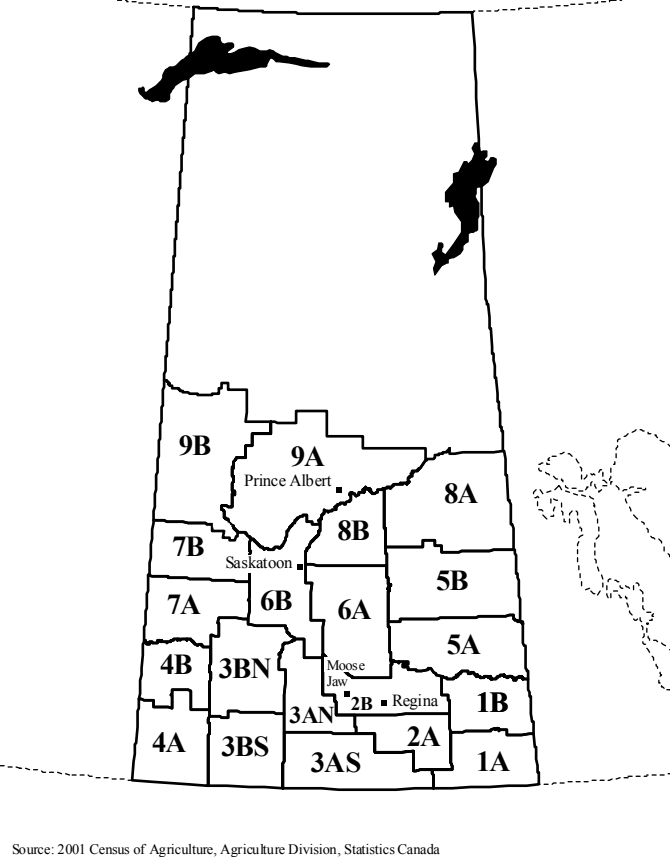 9B
9A
Prince Albert
8A
8B
7B
Saskatoon
5B
7A
6B
6A
5A
4B
3BN
Moose
Jaw
2B
Regina
1B
3AN
4A
3BS
2A
3AS
1A
Source: 2001 Census of Agriculture, Agriculture Division, Statistics Canada